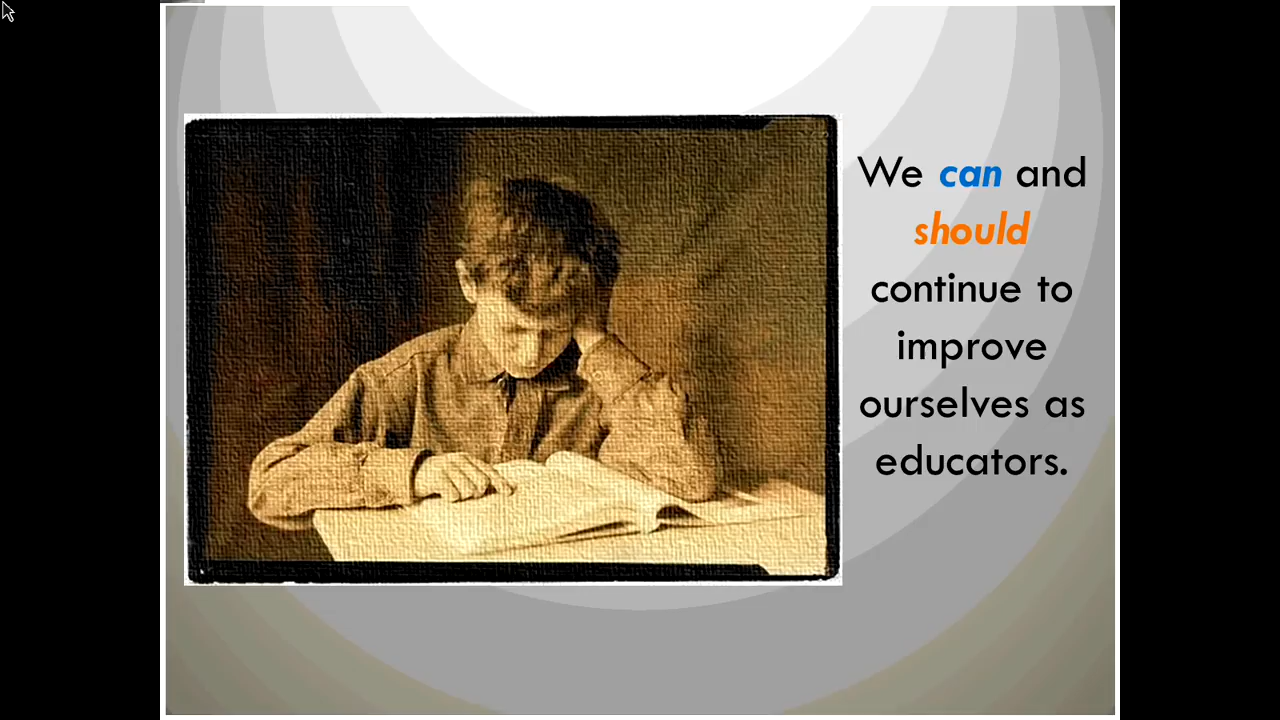 We can and
should
continue to
improve
ourselves as
educators.